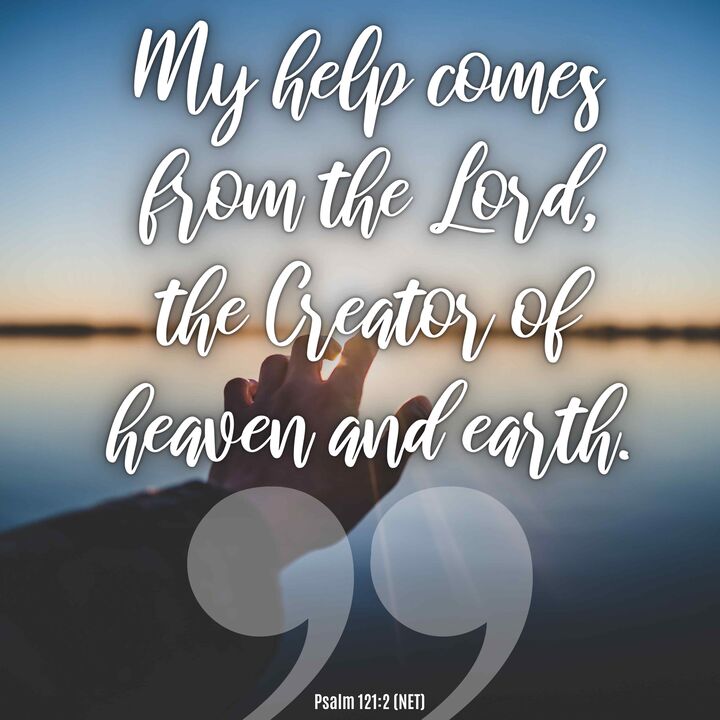 My help comes
from the Lord,
the Creator of
heaven and earth.
Psalm 121:2 (NET)